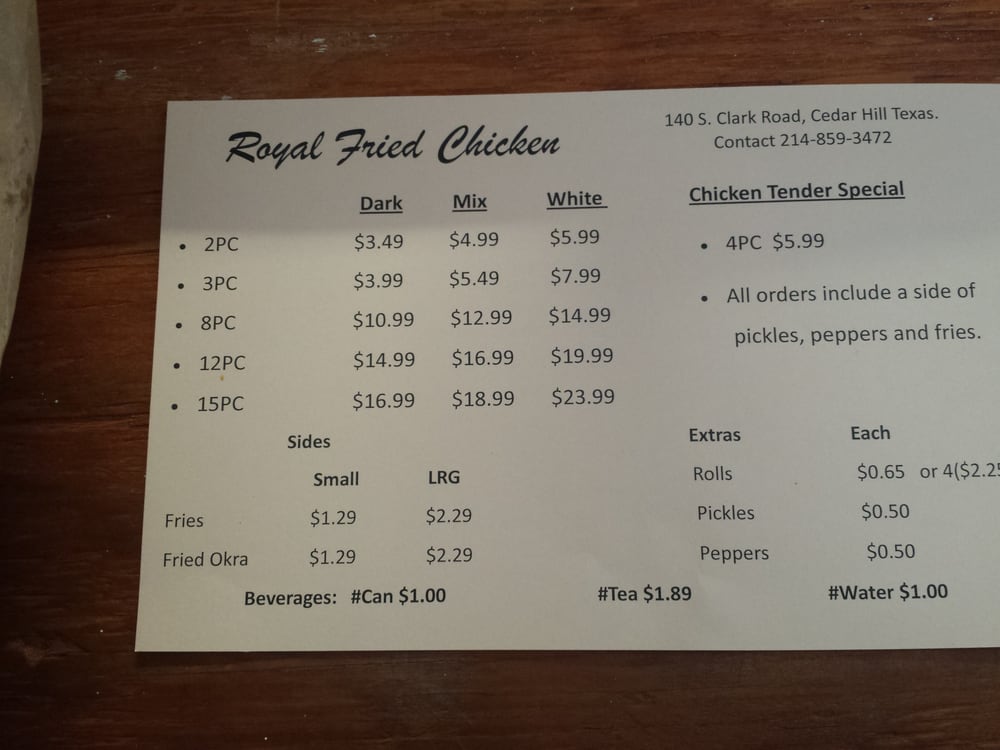 Royal Fried Chicken
140 S. Clark Road, Cedar Hill Texas.
Contact 214-859-3472
Dark Mix White
• 2PC $3.49 $4.99 $5.99
• 3PC $3.99 $5.49 $7.99
• 8PC $10.99 $12.99 $14.99
• 12PC $14.99 $16.99 $19.99
• 15PC $16.99 $18.99 $23.99
Chicken Tender Special
• 4PC $5.99
• All orders include a side of
pickles, peppers and fries.
Sides
Small LRG
Fries $1.29 $2.29
Fried Okra $1.29 $2.29
Extras Each
Rolls $0.65 or 4($2.25
Pickles $0.50
Peppers $0.50
Beverages: #Can $1.00 #Tea $1.89 #Water $1.00